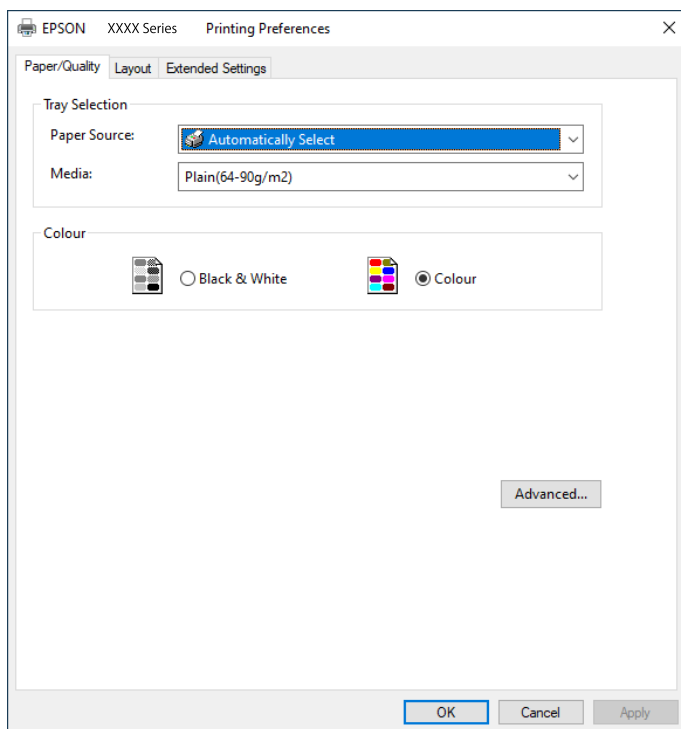 EPSON XXXX Series Printing Preferences
Paper/Quality Layout Extended Settings
Tray Selection
Paper Source: Automatically Select
Media: Plain(64-90g/m2)
Colour
Black & White Colour
Advanced...
OK Cancel Apply